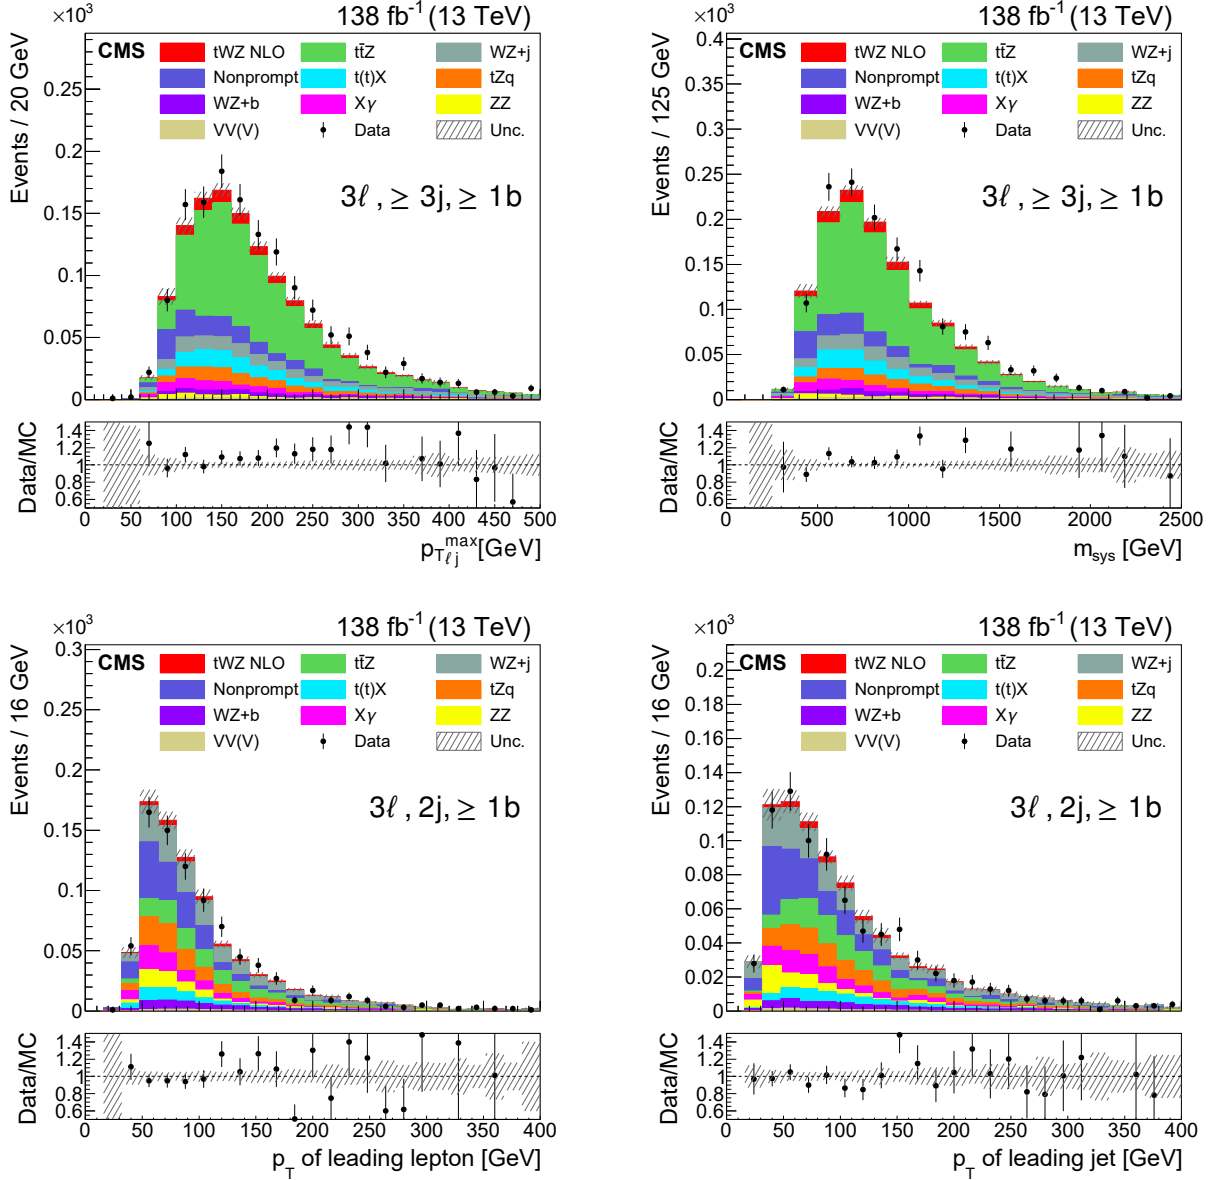 ×10³ 138 fb⁻¹ (13 TeV)
CMS tWZ NLO tt̄Z WZ+j
Nonprompt t(t)X tZq
WZ+b Xγ ZZ
VV(V) Data Unc.
3ℓ , ≥ 3j, ≥ 1b
Events / 20 GeV
0.25
0.2
0.15
0.1
0.05
0
Data/MC
1.4
1.2
1
0.8
0.6
0 50 100 150 200 250 300 350 400 450 500
p_Tℓj^max [GeV]
×10³ 138 fb⁻¹ (13 TeV)
CMS tWZ NLO tt̄Z WZ+j
Nonprompt t(t)X tZq
WZ+b Xγ ZZ
VV(V) Data Unc.
3ℓ , ≥ 3j, ≥ 1b
Events / 125 GeV
0.4
0.35
0.3
0.25
0.2
0.15
0.1
0.05
0
Data/MC
1.4
1.2
1
0.8
0.6
0 500 1000 1500 2000 2500
m_sys [GeV]
×10³ 138 fb⁻¹ (13 TeV)
CMS tWZ NLO tt̄Z WZ+j
Nonprompt t(t)X tZq
WZ+b Xγ ZZ
VV(V) Data Unc.
3ℓ , 2j, ≥ 1b
Events / 16 GeV
0.3
0.25
0.2
0.15
0.1
0.05
0
Data/MC
1.4
1.2
1
0.8
0.6
0 50 100 150 200 250 300 350 400
p_T of leading lepton [GeV]
×10³ 138 fb⁻¹ (13 TeV)
CMS tWZ NLO tt̄Z WZ+j
Nonprompt t(t)X tZq
WZ+b Xγ ZZ
VV(V) Data Unc.
3ℓ , 2j, ≥ 1b
Events / 16 GeV
0.2
0.18
0.16
0.14
0.12
0.1
0.08
0.06
0.04
0.02
0
Data/MC
1.4
1.2
1
0.8
0.6
0 50 100 150 200 250 300 350 400
p_T of leading jet [GeV]